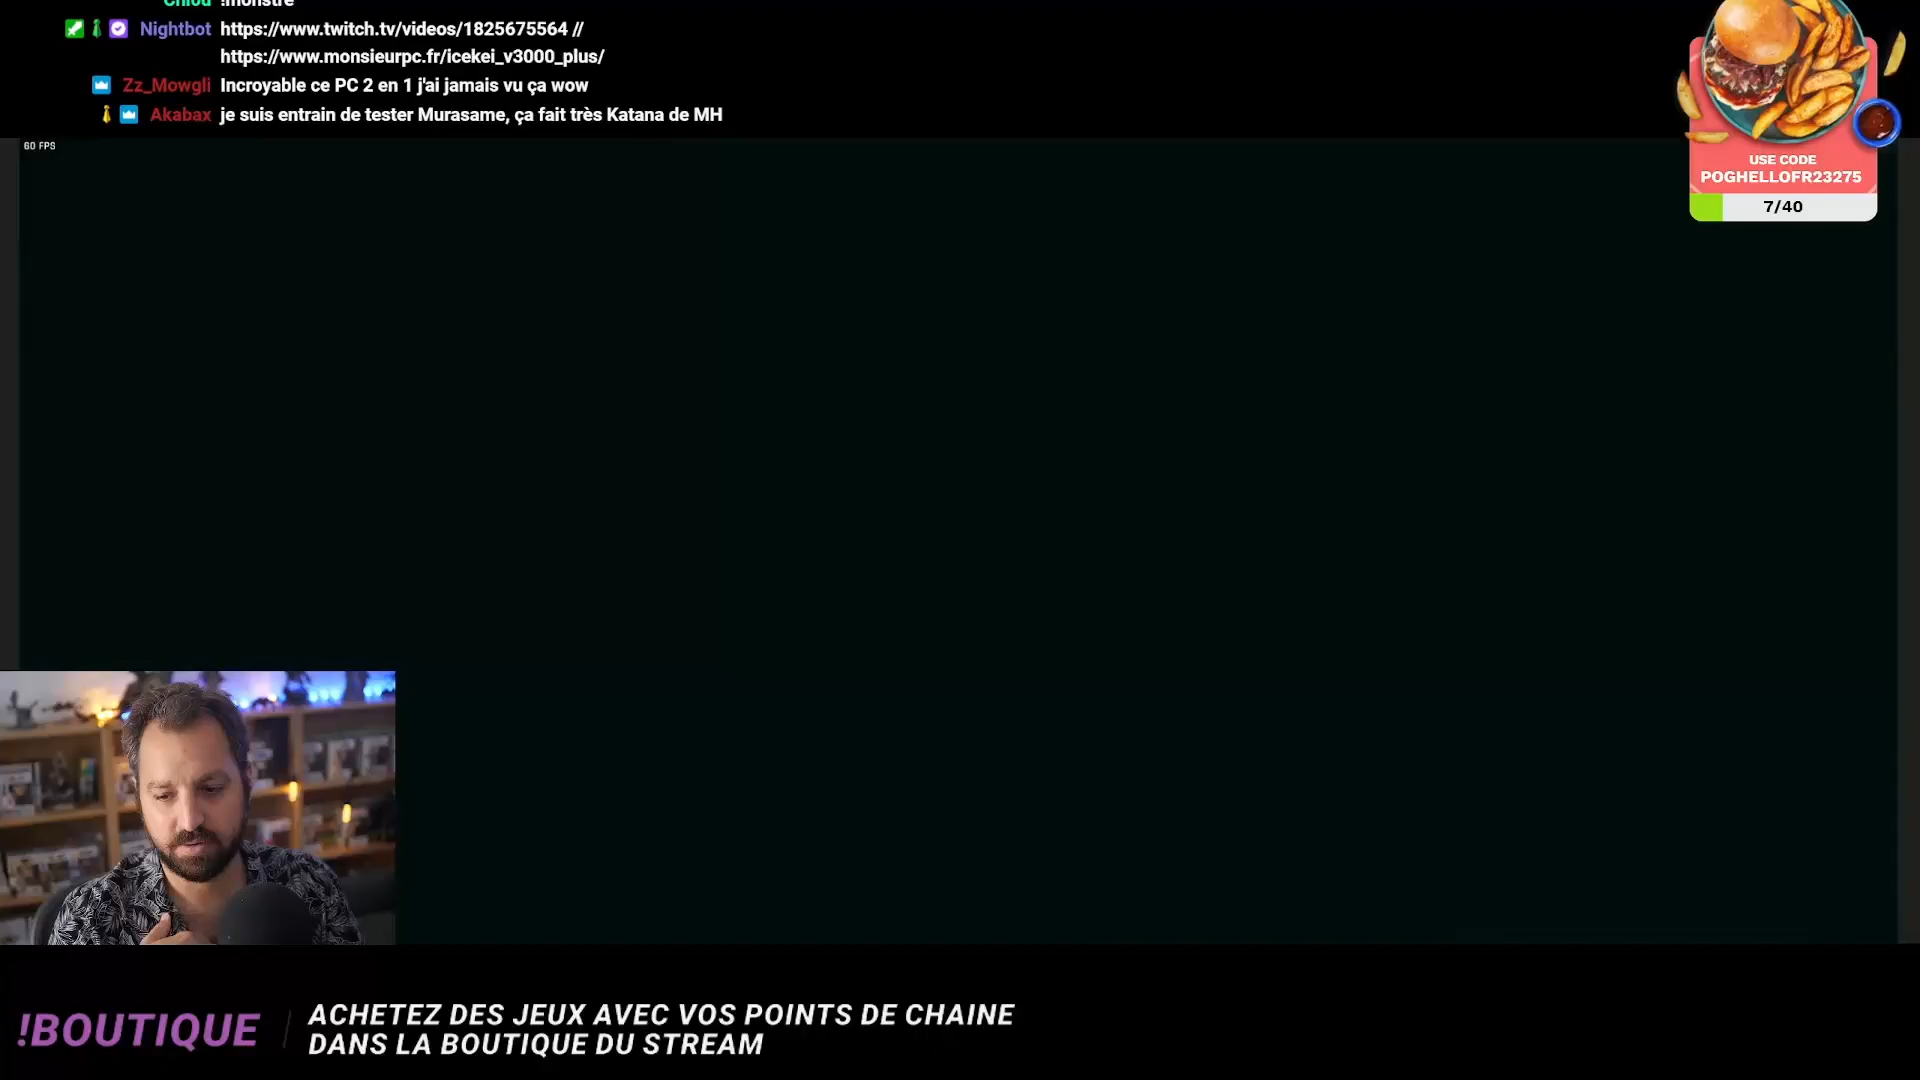 Chlou !monstre
Nightbot https://www.twitch.tv/videos/1825675564 //
https://www.monsieurpc.fr/icekei_v3000_plus/
Zz_Mowgli Incroyable ce PC 2 en 1 j'ai jamais vu ça wow
Akabax je suis entrain de tester Murasame, ça fait très Katana de MH
60 FPS
USE CODE
POGHELLOFR23275
7/40
!BOUTIQUE
ACHETEZ DES JEUX AVEC VOS POINTS DE CHAINE
DANS LA BOUTIQUE DU STREAM